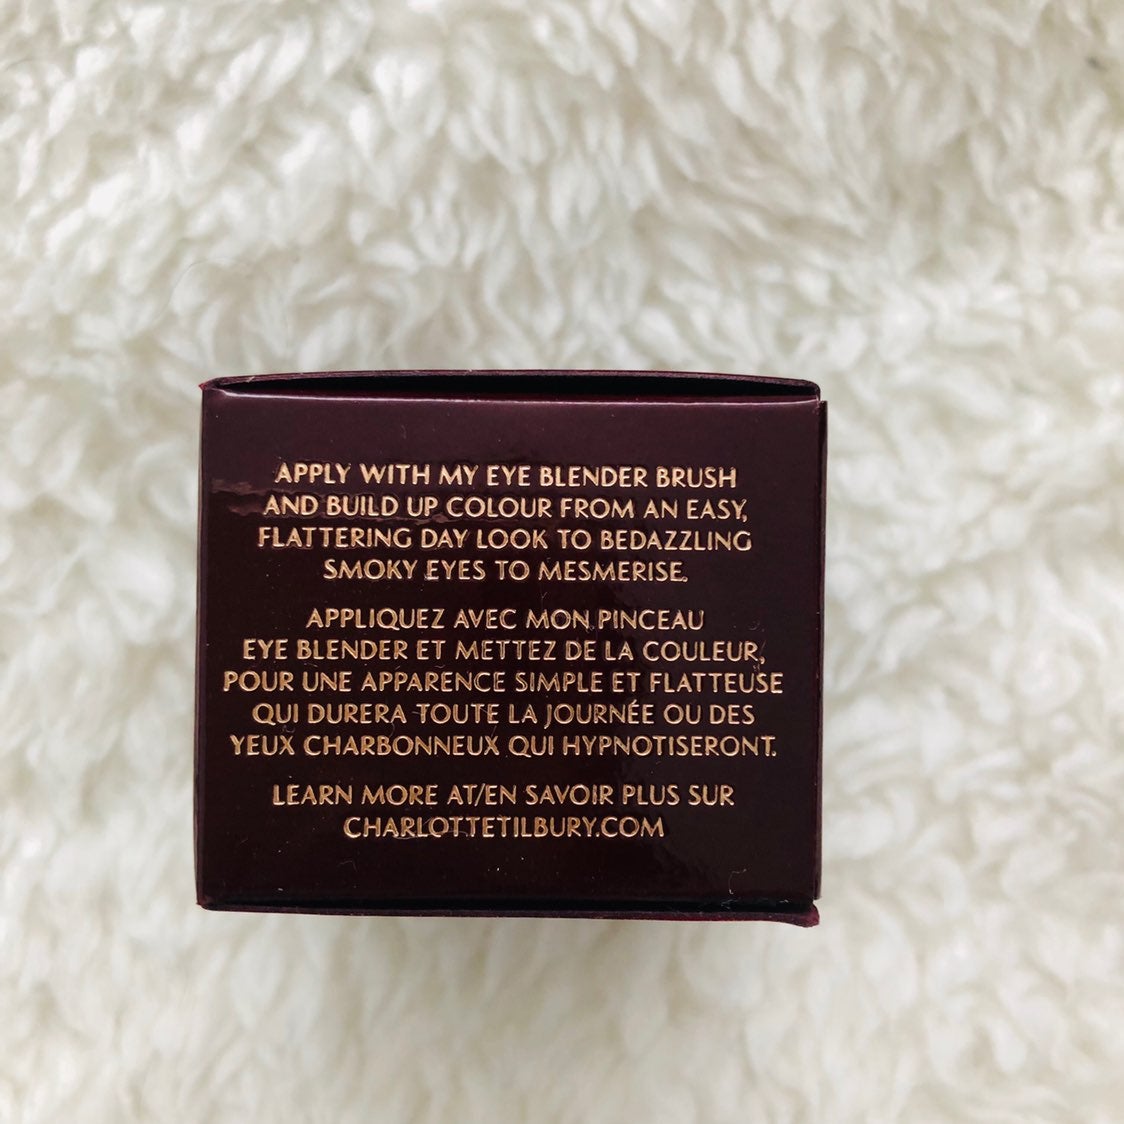 APPLY WITH MY EYE BLENDER BRUSH
AND BUILD UP COLOUR FROM AN EASY,
FLATTERING DAY LOOK TO BEDAZZLING
SMOKY EYES TO MESMERISE.
APPLIQUEZ AVEC MON PINCEAU
EYE BLENDER ET METTEZ DE LA COULEUR,
POUR UNE APPARENCE SIMPLE ET FLATTEUSE
QUI DURERA TOUTE LA JOURNÉE OU DES
YEUX CHARBONNEUX QUI HYPNOTISERONT.
LEARN MORE AT/EN SAVOIR PLUS SUR
CHARLOTTETILBURY.COM